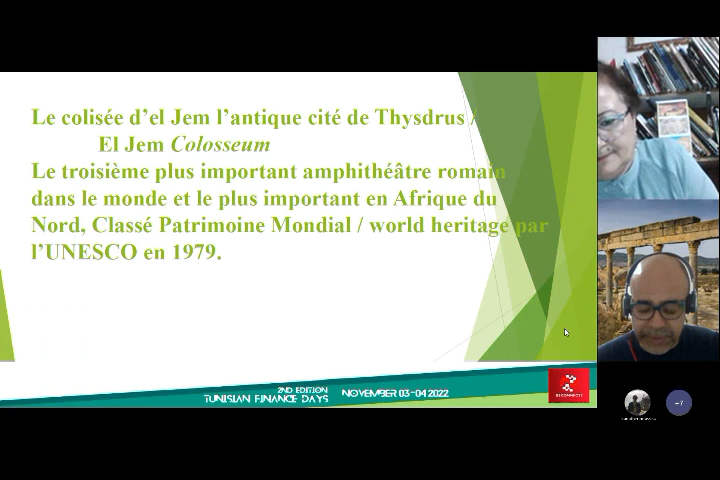 Le colisée d’el Jem l’antique cité de Thysdrus /
El Jem Colosseum
Le troisième plus important amphithéâtre romain
dans le monde et le plus important en Afrique du
Nord, Classé Patrimoine Mondial / world heritage par
l’UNESCO en 1979.
2ND EDITION
TUNISIAN FINANCE DAYS
NOVEMBER 03-04 2022
+7